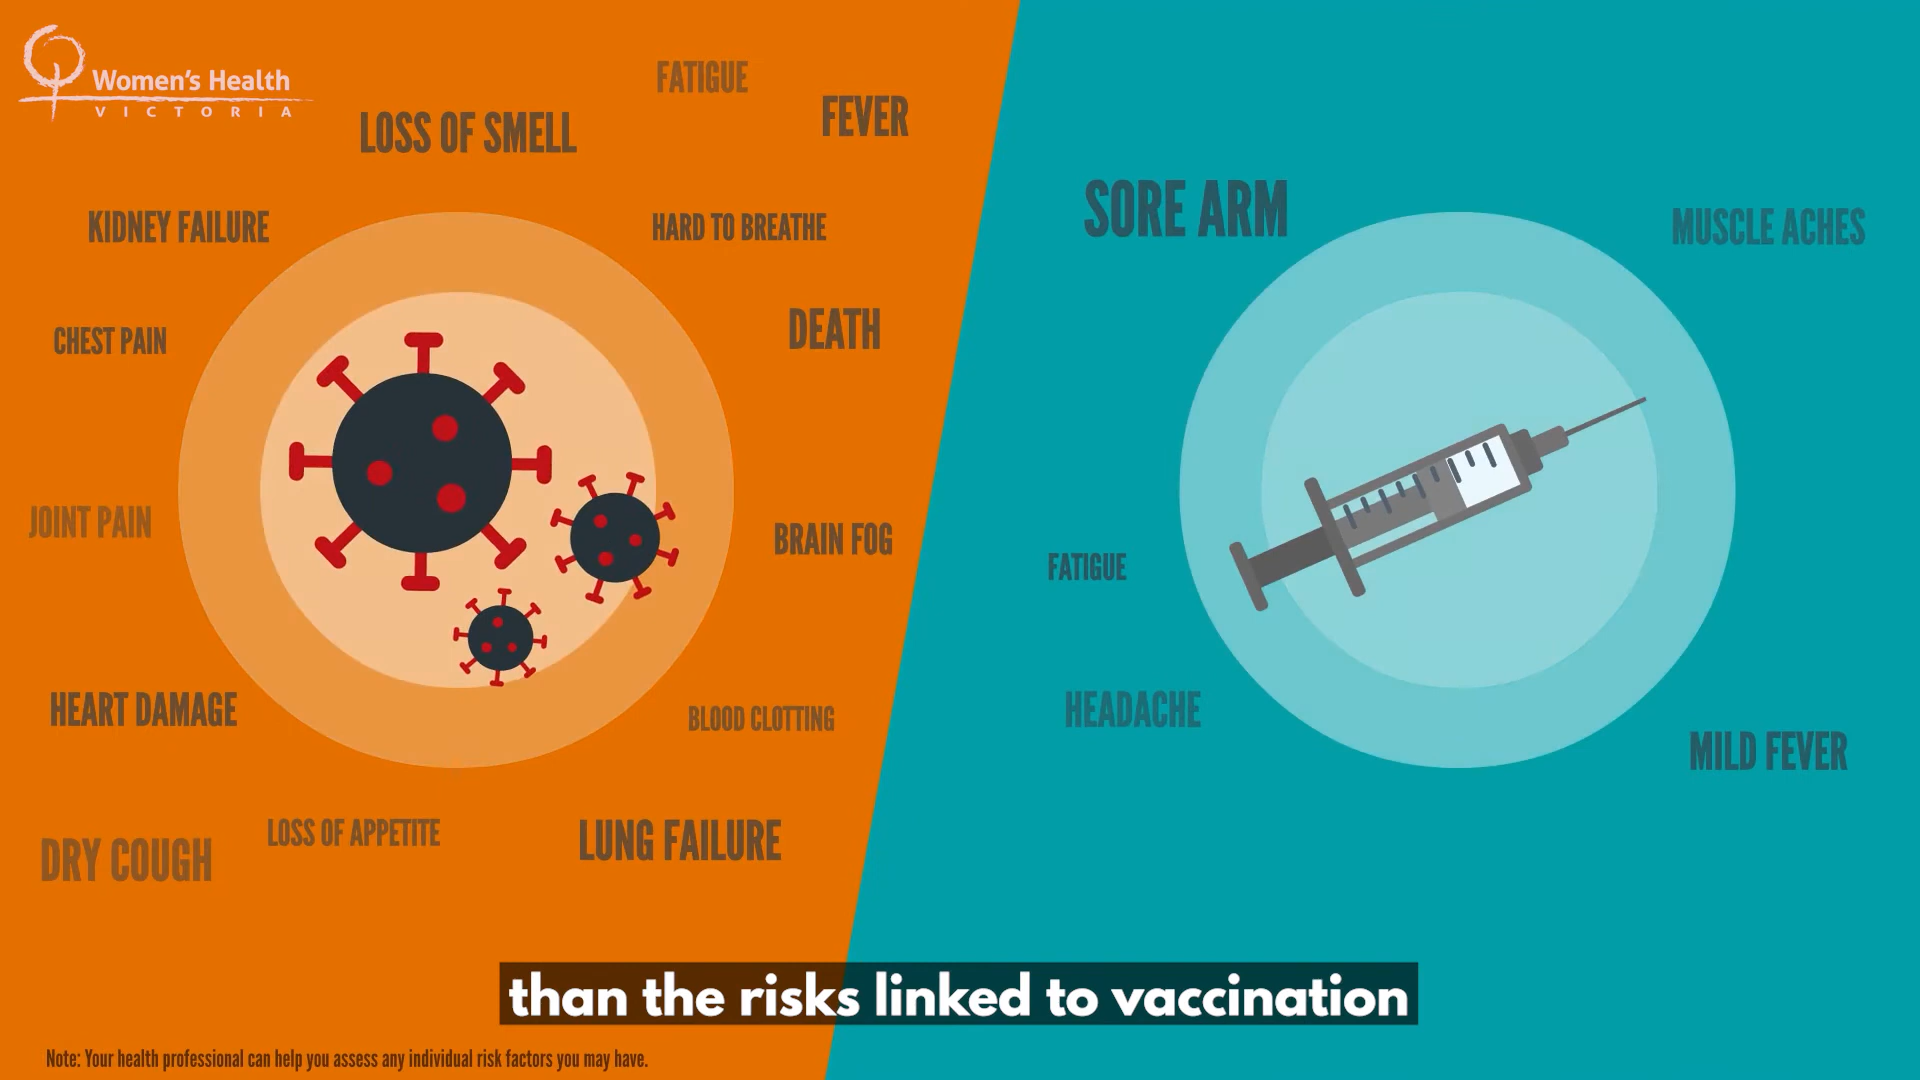 Women's Health
VICTORIA
FATIGUE
FEVER
LOSS OF SMELL
KIDNEY FAILURE
HARD TO BREATHE
CHEST PAIN
DEATH
JOINT PAIN
BRAIN FOG
HEART DAMAGE
BLOOD CLOTTING
DRY COUGH
LOSS OF APPETITE
LUNG FAILURE
SORE ARM
MUSCLE ACHES
FATIGUE
HEADACHE
MILD FEVER
than the risks linked to vaccination
Note: Your health professional can help you assess any individual risk factors you may have.